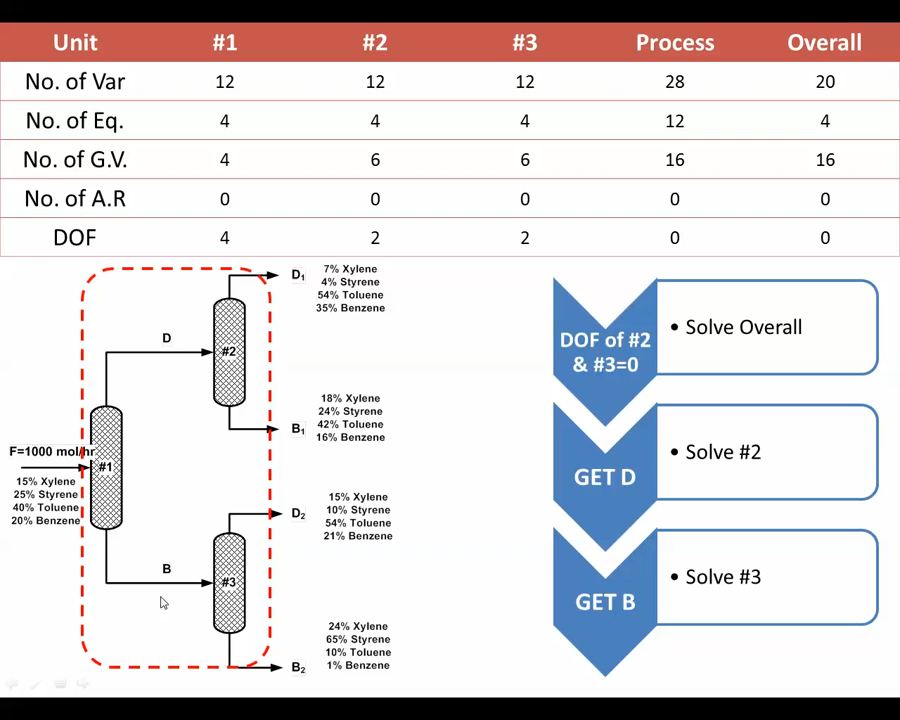 Unit #1 #2 #3 Process Overall
No. of Var 12 12 12 28 20
No. of Eq. 4 4 4 12 4
No. of G.V. 4 6 6 16 16
No. of A.R 0 0 0 0 0
DOF 4 2 2 0 0
D1
7% Xylene
4% Styrene
54% Toluene
35% Benzene
D
#2
B1
18% Xylene
24% Styrene
42% Toluene
16% Benzene
F=1000 mol/hr
#1
15% Xylene
25% Styrene
40% Toluene
20% Benzene
D2
15% Xylene
10% Styrene
54% Toluene
21% Benzene
B
#3
B2
24% Xylene
65% Styrene
10% Toluene
1% Benzene
DOF of #2
& #3=0
• Solve Overall
GET D
• Solve #2
GET B
• Solve #3